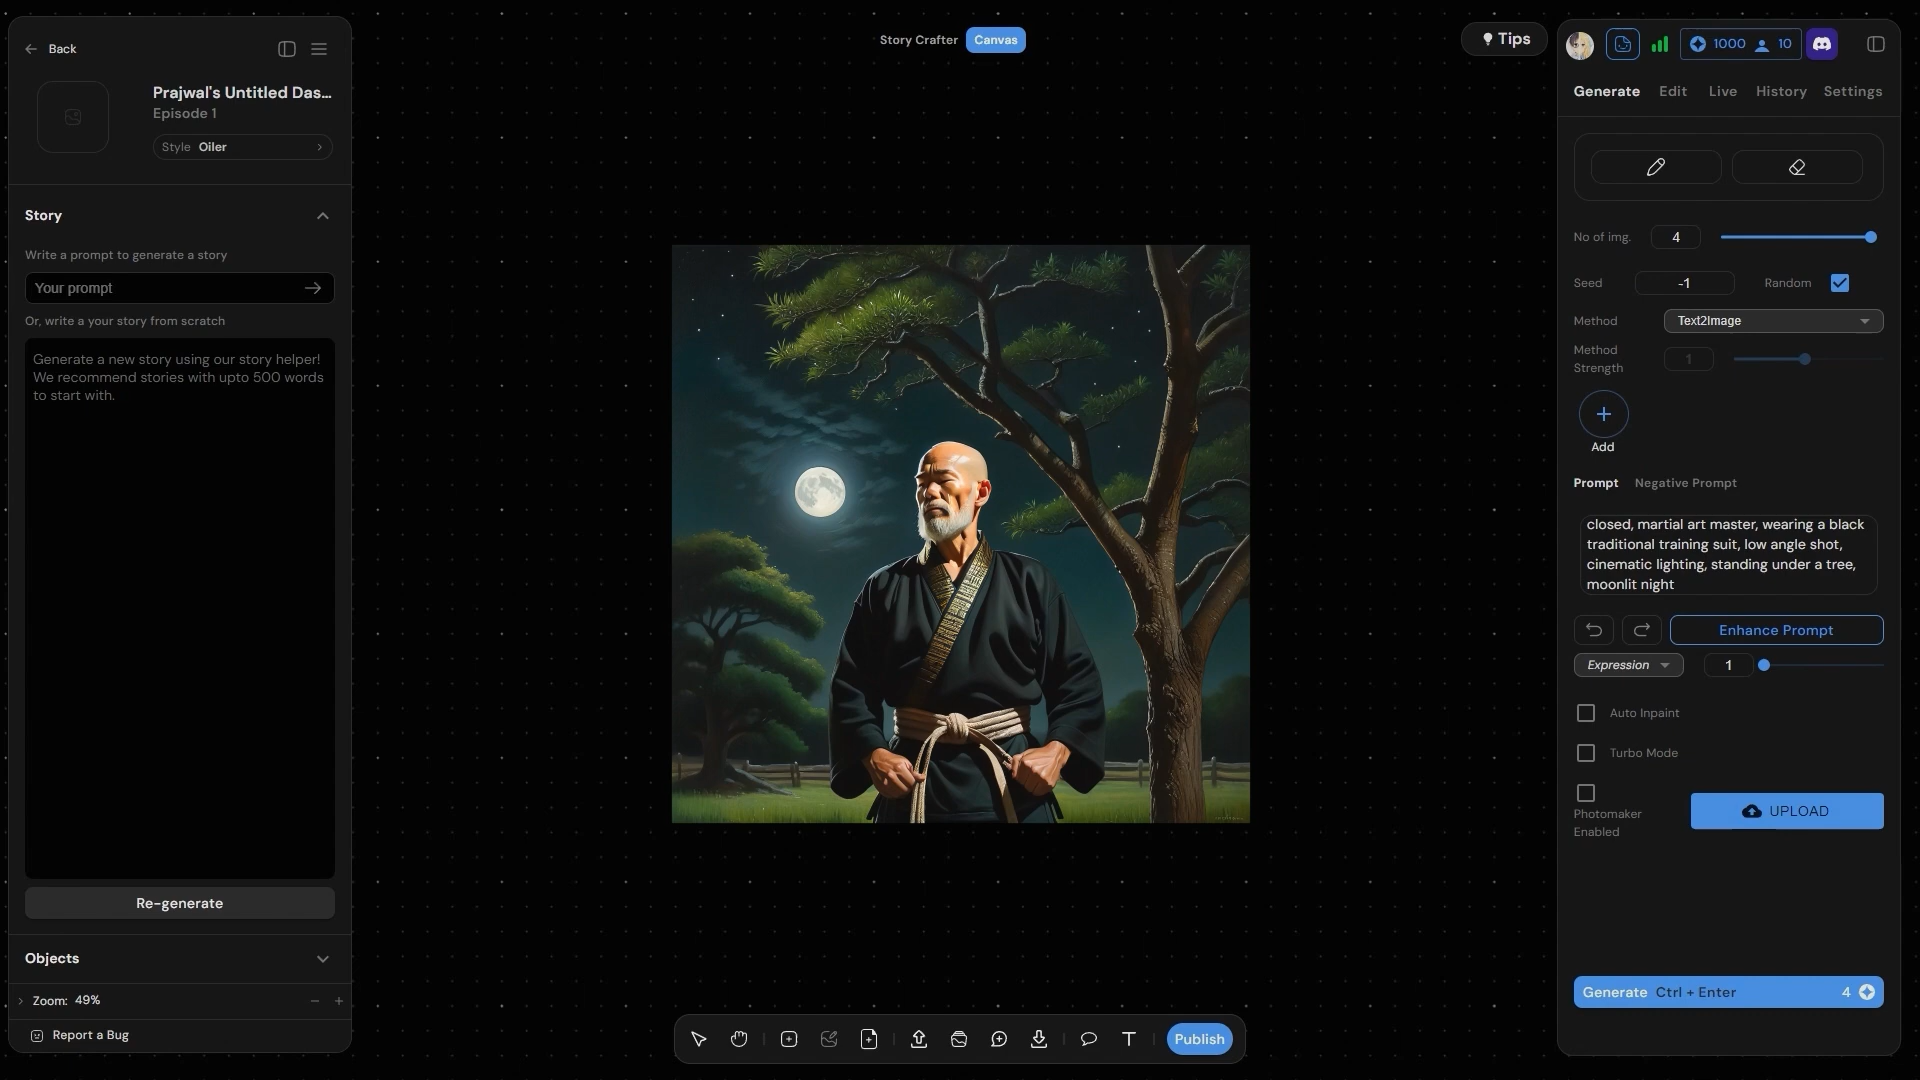 Back
Prajwal's Untitled Das...
Episode 1
Style Oiler
Story
Write a prompt to generate a story
Your prompt
Or, write a your story from scratch
Generate a new story using our story helper!
We recommend stories with upto 500 words
to start with.
Re-generate
Objects
Zoom: 49%
Report a Bug
Story Crafter Canvas
Publish
Tips
1000 10
Generate Edit Live History Settings
No of img. 4
Seed -1 Random
Method Text2Image
Method
Strength 1
Add
Prompt Negative Prompt
closed, martial art master, wearing a black
traditional training suit, low angle shot,
cinematic lighting, standing under a tree,
moonlit night
Enhance Prompt
Expression 1
Auto Inpaint
Turbo Mode
Photomaker
Enabled
UPLOAD
Generate Ctrl + Enter 4